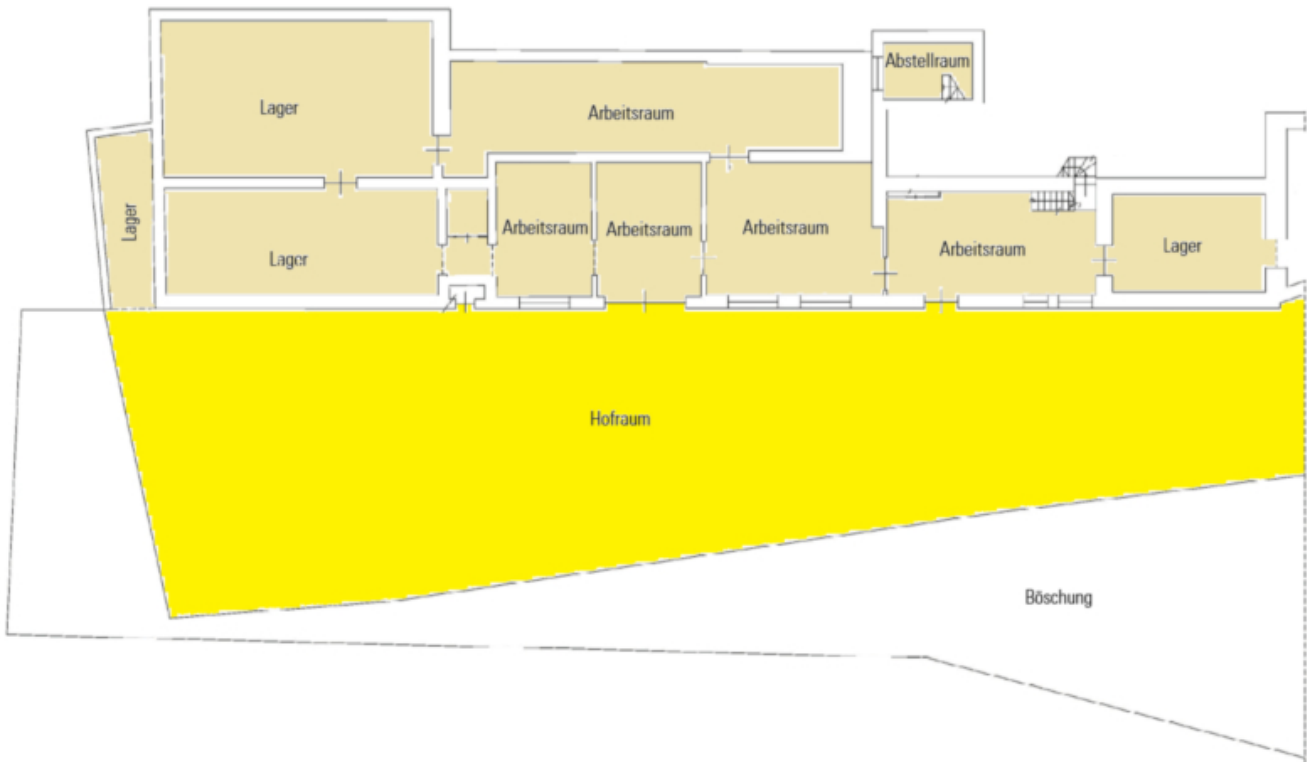 Abstellraum
Lager
Arbeitsraum
Lager
Arbeitsraum
Arbeitsraum
Arbeitsraum
Arbeitsraum
Lager
Lager
Hofraum
Böschung